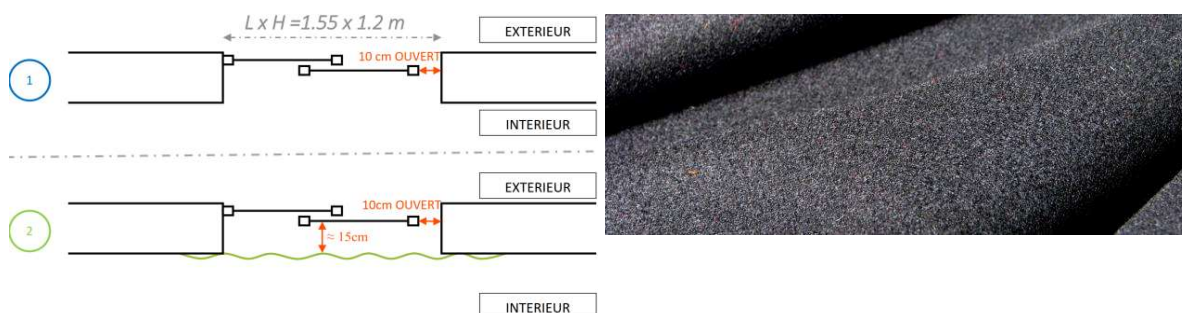 L x H =1.55 x 1.2 m
EXTERIEUR
10 cm OUVERT
1
INTERIEUR
EXTERIEUR
10cm OUVERT
2
≈ 15cm
INTERIEUR